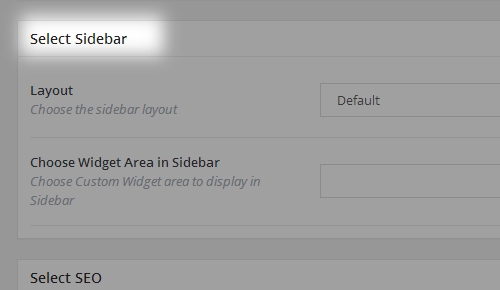 Select Sidebar
Layout
Default
Choose the sidebar layout
Choose Widget Area in Sidebar
Choose Custom Widget area to display in
Sidebar
Select SEO